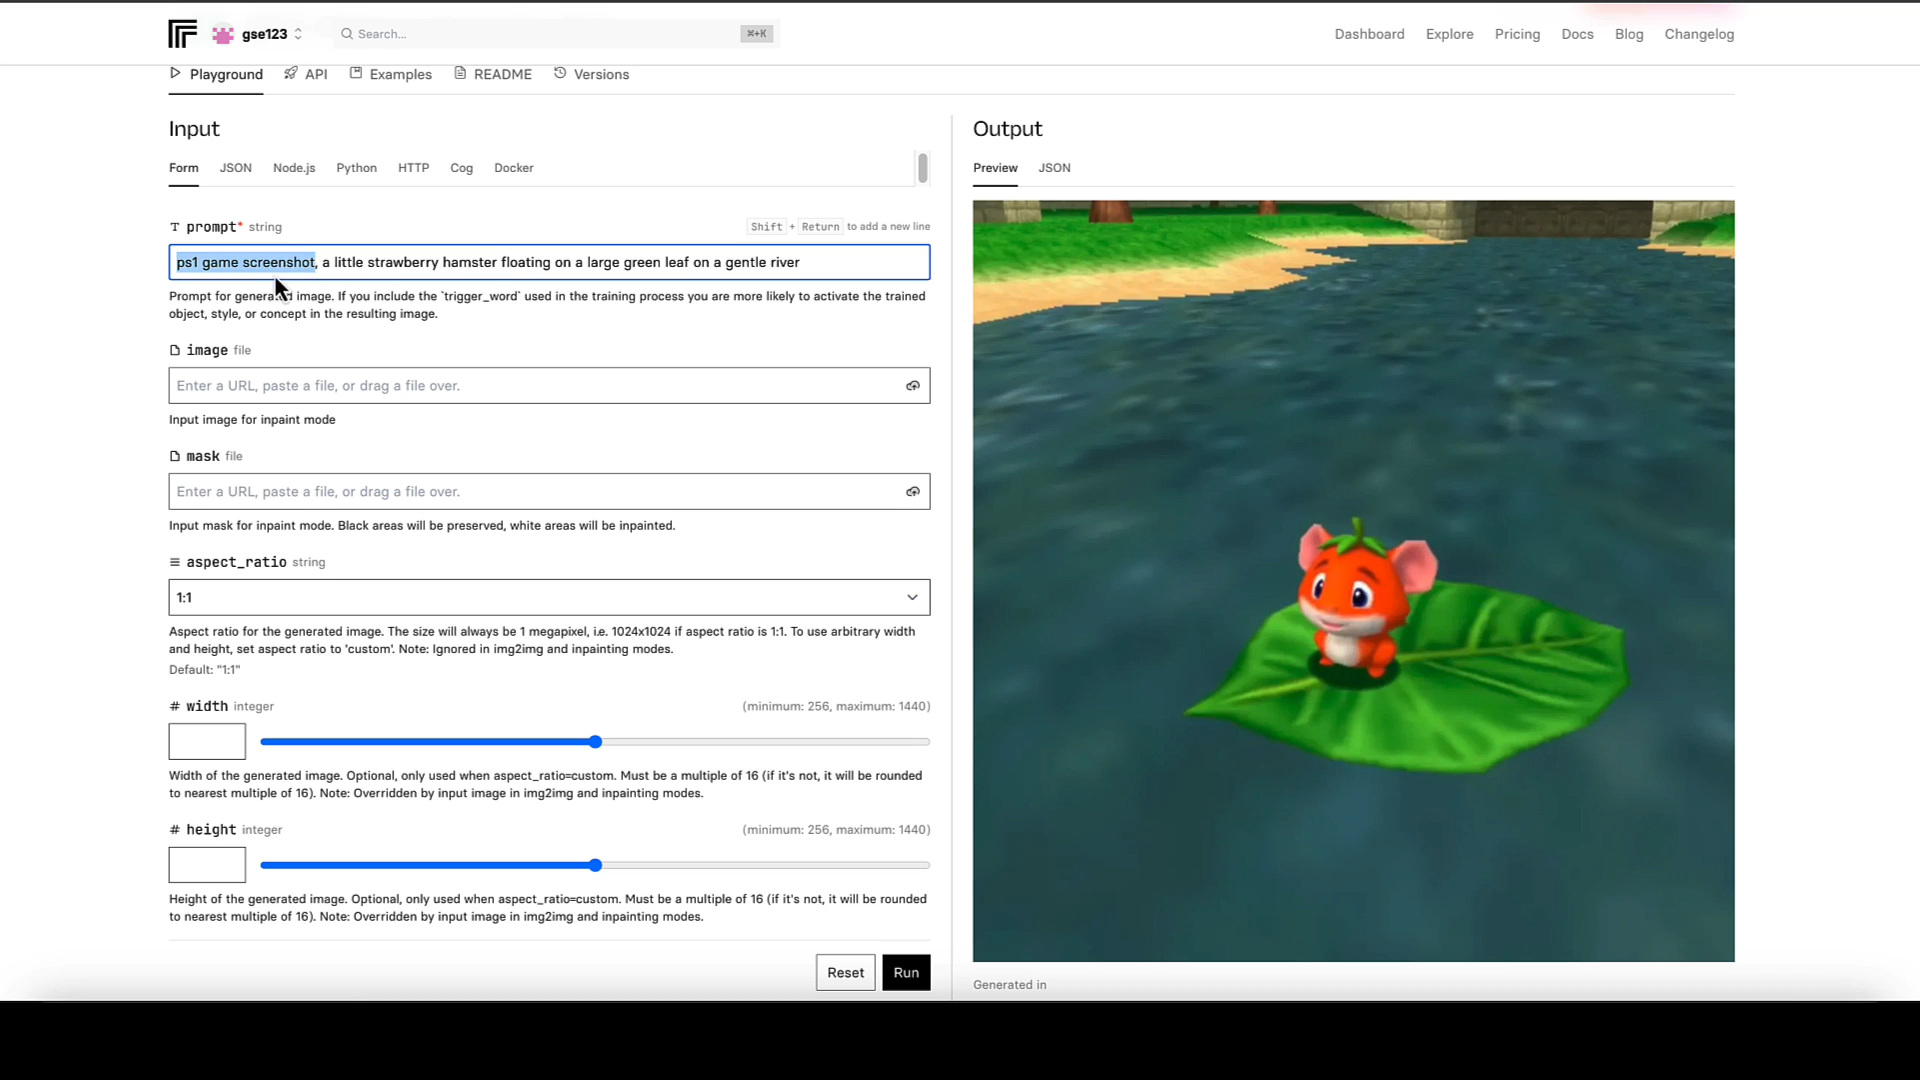 gse123
Search...
⌘+K
Dashboard
Explore
Pricing
Docs
Blog
Changelog
Playground
API
Examples
README
Versions
Input
Form
JSON
Node.js
Python
HTTP
Cog
Docker
T prompt* string
Shift + Return to add a new line
ps1 game screenshot, a little strawberry hamster floating on a large green leaf on a gentle river
Prompt for generated image. If you include the `trigger_word` used in the training process you are more likely to activate the trained
object, style, or concept in the resulting image.
image file
Enter a URL, paste a file, or drag a file over.
Input image for inpaint mode
mask file
Enter a URL, paste a file, or drag a file over.
Input mask for inpaint mode. Black areas will be preserved, white areas will be inpainted.
aspect_ratio string
1:1
Aspect ratio for the generated image. The size will always be 1 megapixel, i.e. 1024x1024 if aspect ratio is 1:1. To use arbitrary width
and height, set aspect ratio to 'custom'. Note: Ignored in img2img and inpainting modes.
Default: "1:1"
# width integer
(minimum: 256, maximum: 1440)
Width of the generated image. Optional, only used when aspect_ratio=custom. Must be a multiple of 16 (if it's not, it will be rounded
to nearest multiple of 16). Note: Overridden by input image in img2img and inpainting modes.
# height integer
(minimum: 256, maximum: 1440)
Height of the generated image. Optional, only used when aspect_ratio=custom. Must be a multiple of 16 (if it's not, it will be rounded
to nearest multiple of 16). Note: Overridden by input image in img2img and inpainting modes.
Reset
Run
Output
Preview
JSON
Generated in